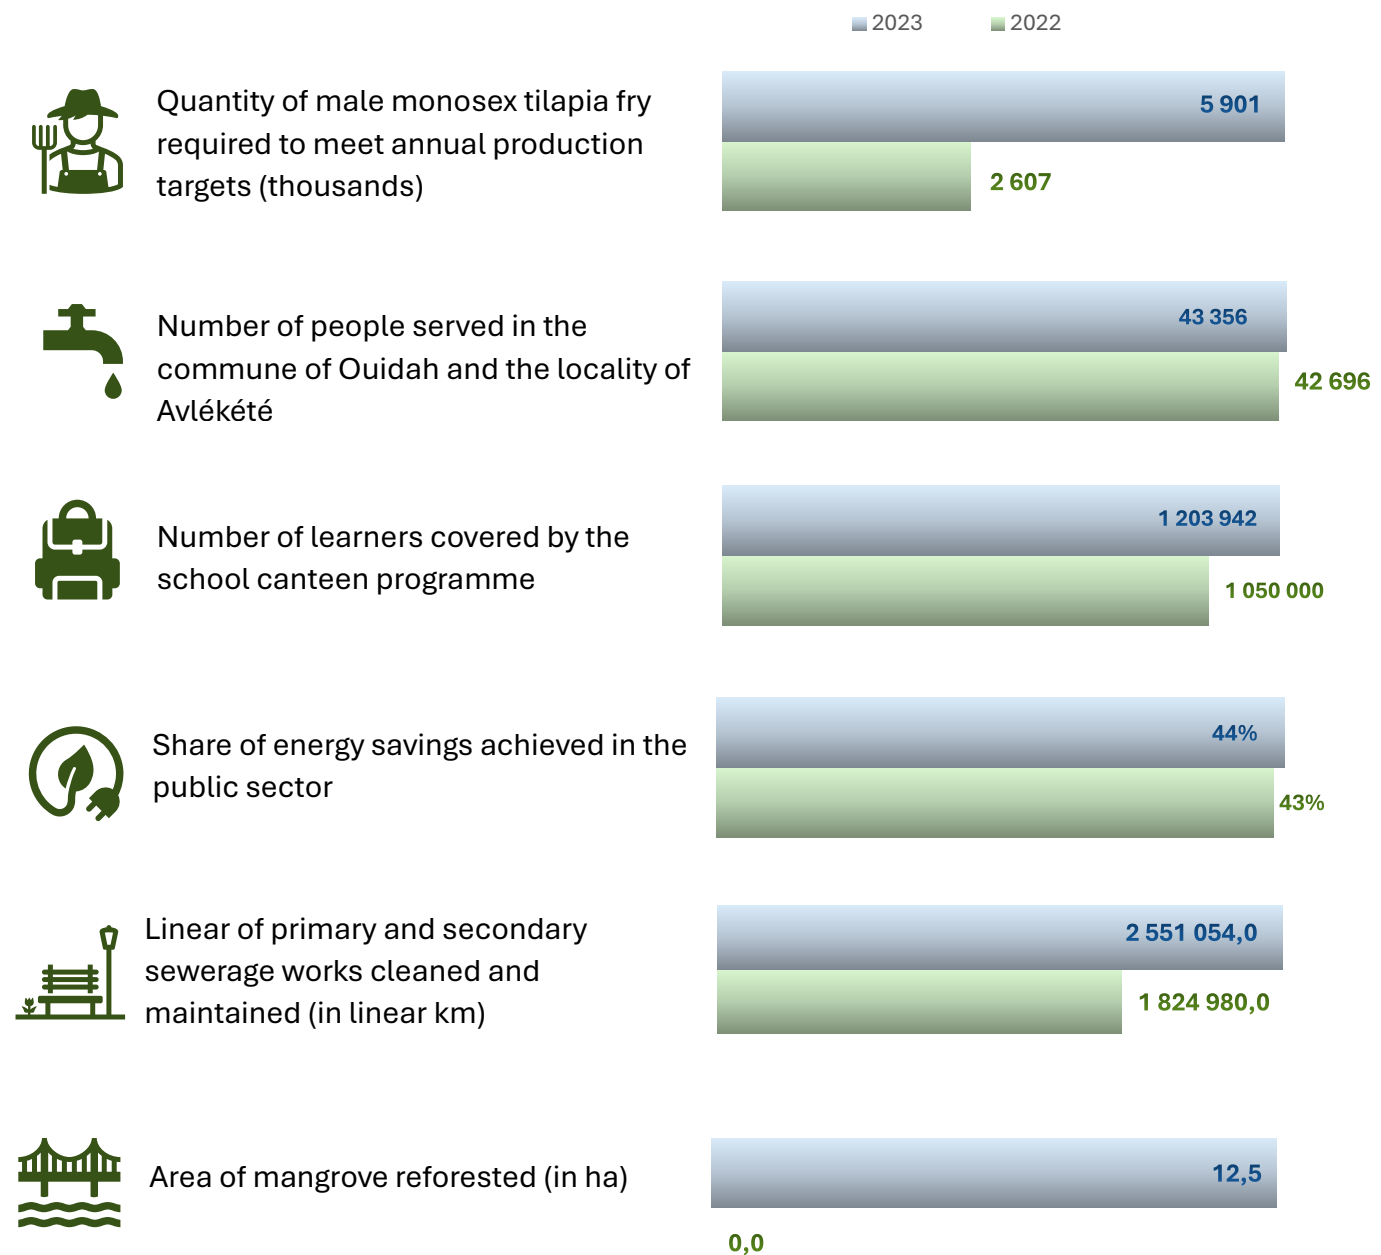 2023
2022
Quantity of male monosex tilapia fry
required to meet annual production
targets (thousands)
5 901
2 607
Number of people served in the
commune of Ouidah and the locality of
Avlékété
43 356
42 696
Number of learners covered by the
school canteen programme
1 203 942
1 050 000
Share of energy savings achieved in the
public sector
44%
43%
Linear of primary and secondary
sewerage works cleaned and
maintained (in linear km)
2 551 054,0
1 824 980,0
Area of mangrove reforested (in ha)
12,5
0,0